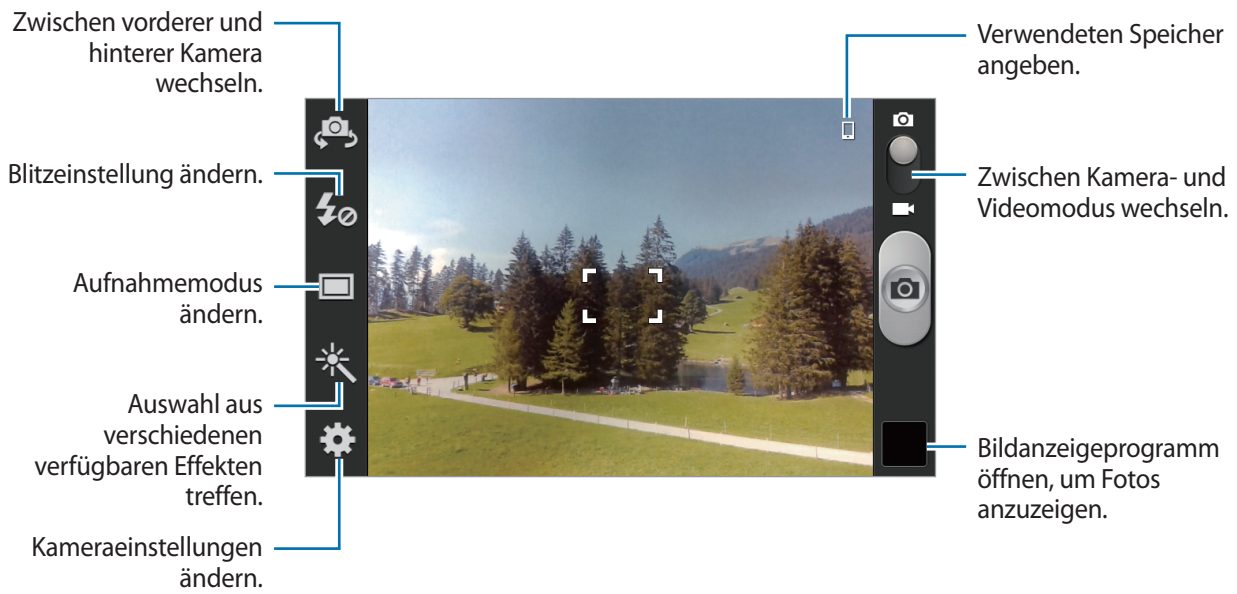 Zwischen vorderer und
hinterer Kamera
wechseln.
Blitzeinstellung ändern.
Aufnahmemodus
ändern.
Auswahl aus
verschiedenen
verfügbaren Effekten
treffen.
Kameraeinstellungen
ändern.
Verwendeten Speicher
angeben.
Zwischen Kamera- und
Videomodus wechseln.
Bildanzeigeprogramm
öffnen, um Fotos
anzuzeigen.